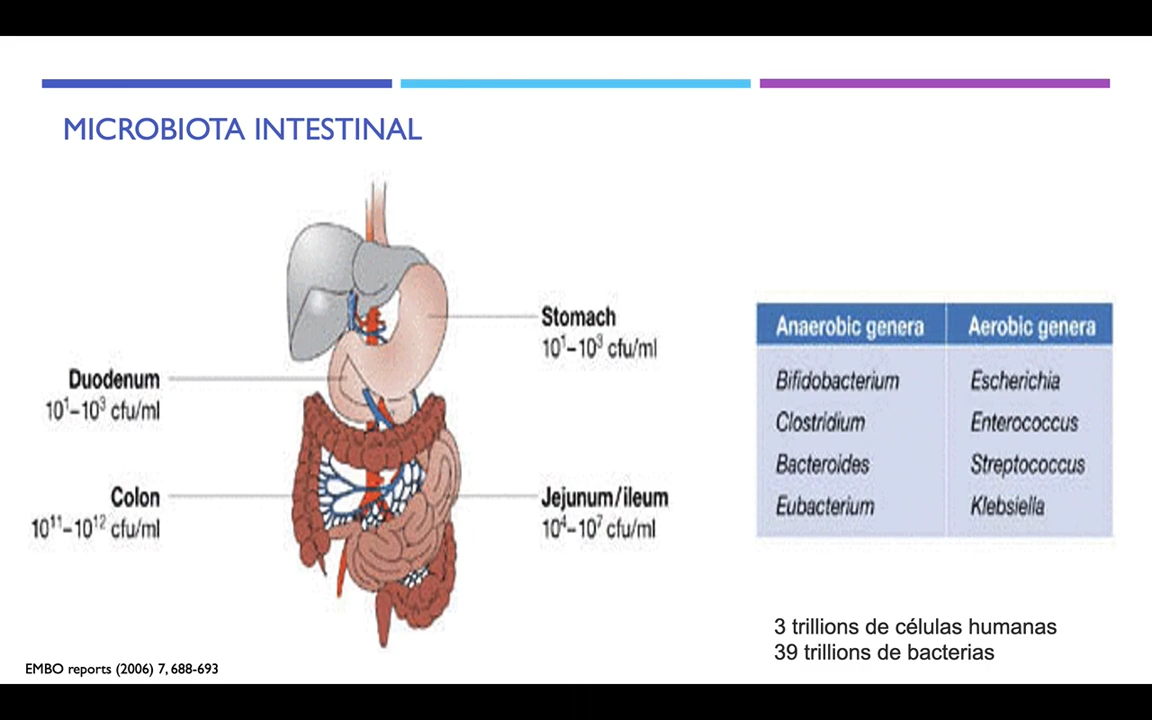 MICROBIOTA INTESTINAL
Stomach
10¹–10³ cfu/ml
Duodenum
10¹–10³ cfu/ml
Colon
10¹¹–10¹² cfu/ml
Jejunum/ileum
10⁴–10⁷ cfu/ml
Anaerobic genera Aerobic genera
Bifidobacterium Escherichia
Clostridium Enterococcus
Bacteroides Streptococcus
Eubacterium Klebsiella
3 trillions de células humanas
39 trillions de bacterias
EMBO reports (2006) 7, 688-693